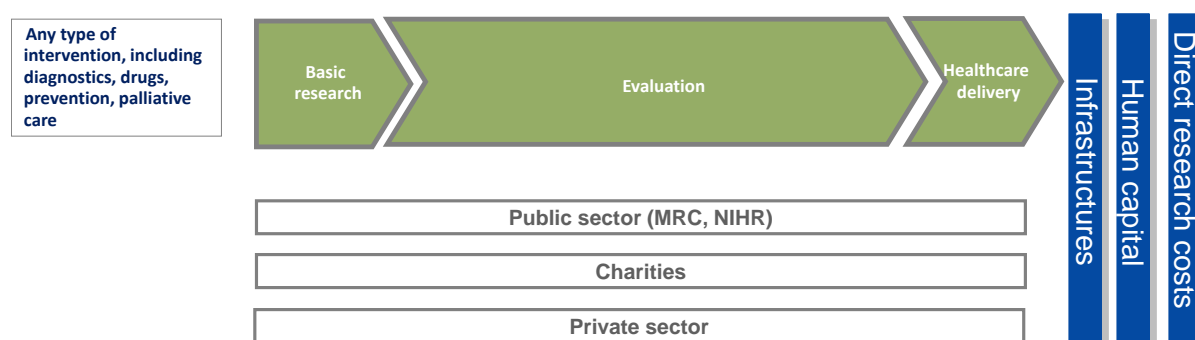 Any type of
intervention, including
diagnostics, drugs,
prevention, palliative
care
Basic
research
Evaluation
Healthcare
delivery
Public sector (MRC, NIHR)
Charities
Private sector
Infrastructures
Human capital
Direct research costs